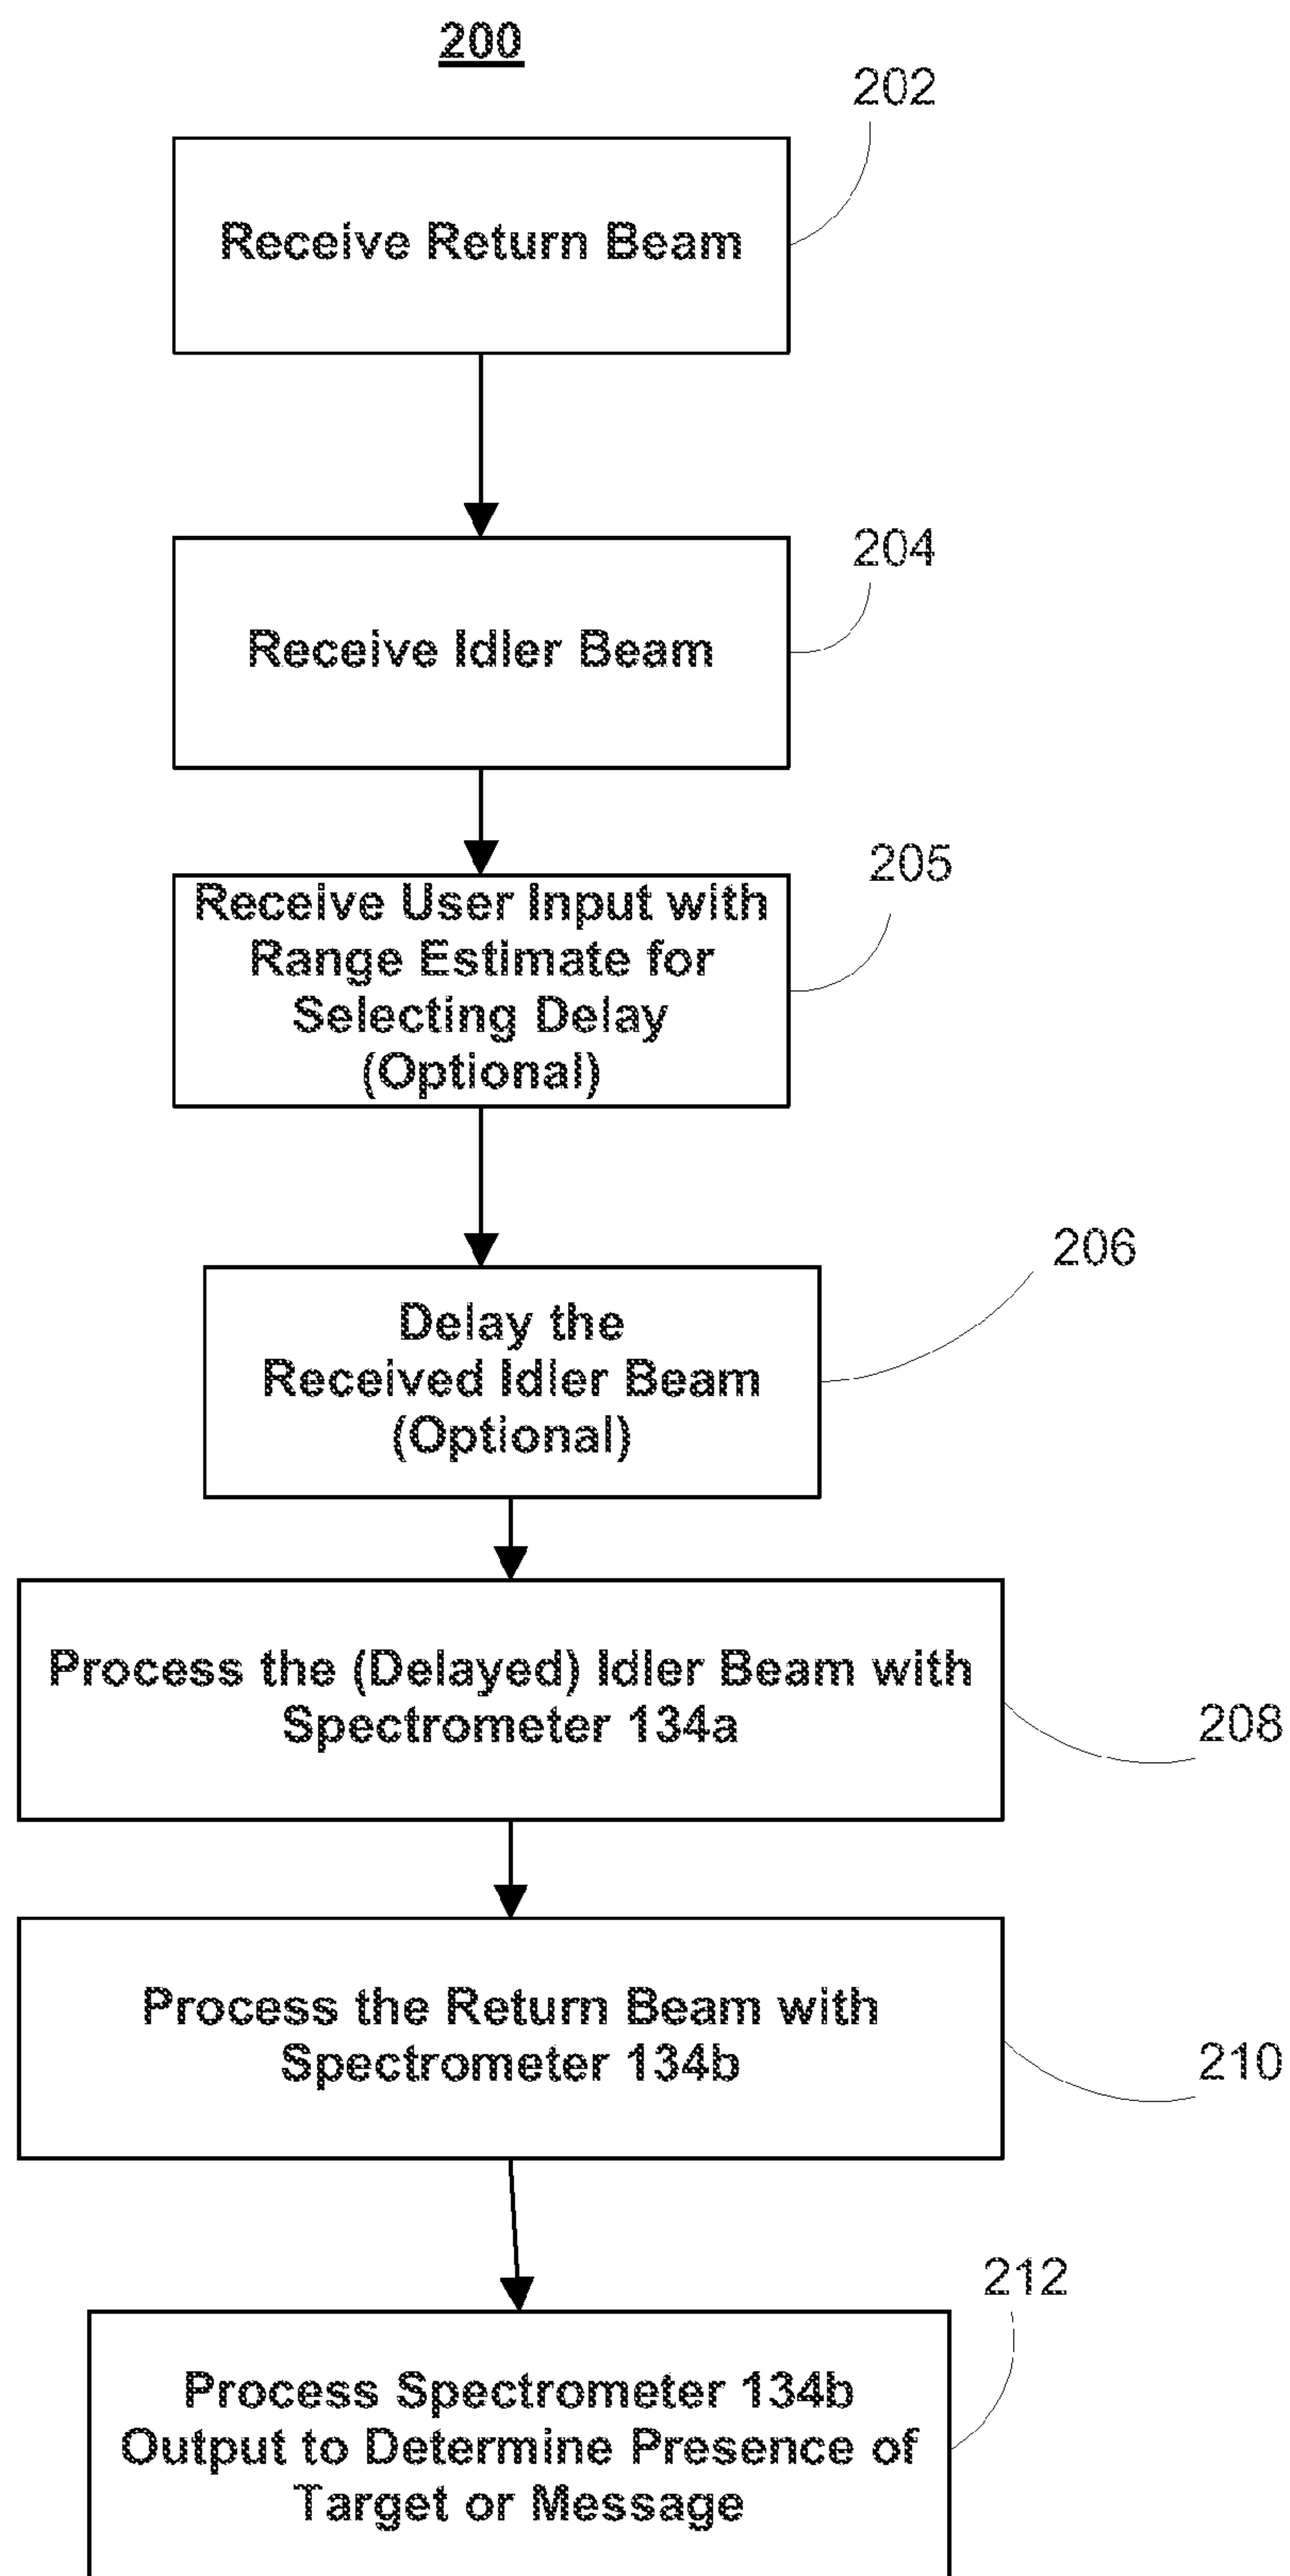 200
202
Receive Return Beam
204
Receive Idler Beam
205
Receive User Input with
Range Estimate for
Selecting Delay
(Optional)
206
Delay the
Received Idler Beam
(Optional)
Process the (Delayed) Idler Beam with
Spectrometer 134a
208
Process the Return Beam with
Spectrometer 134b
210
212
Process Spectrometer 134b
Output to Determine Presence of
Target or Message